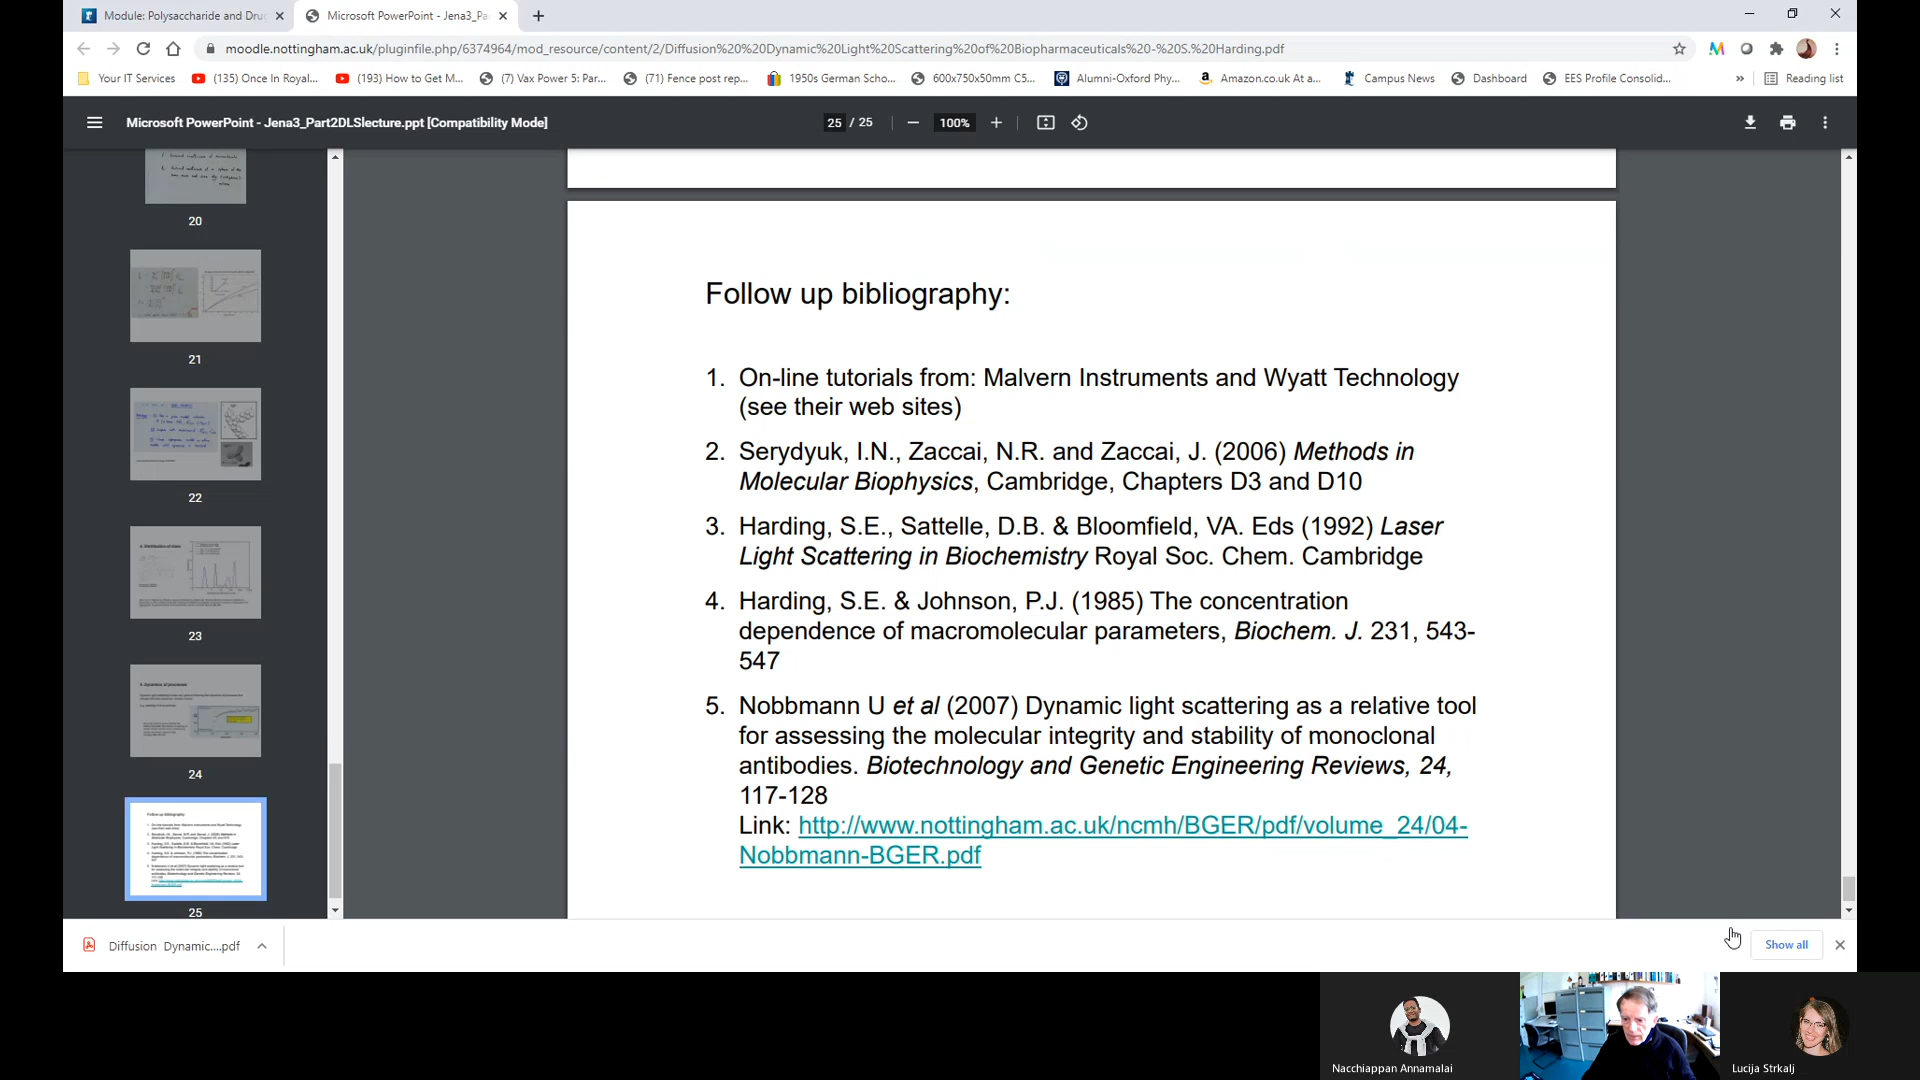 Module: Polysaccharide and Dru
Microsoft PowerPoint - Jena3_Pa
moodle.nottingham.ac.uk/pluginfile.php/6374964/mod_resource/content/2/Diffusion%20%20Dynamic%20Light%20Scattering%20of%20Biopharmaceuticals%20-%20S.%20Harding.pdf
Your IT Services
(135) Once In Royal...
(193) How to Get M...
(7) Vax Power 5: Par...
(71) Fence post rep...
1950s German Scho...
600x750x50mm C5...
Alumni-Oxford Phy...
Amazon.co.uk At a...
Campus News
Dashboard
EES Profile Consolid...
»
Reading list
Microsoft PowerPoint - Jena3_Part2DLSlecture.ppt [Compatibility Mode]
25 / 25
100%
20
21
22
23
24
25
Follow up bibliography:
1. On-line tutorials from: Malvern Instruments and Wyatt Technology
(see their web sites)
2. Serydyuk, I.N., Zaccai, N.R. and Zaccai, J. (2006) Methods in
Molecular Biophysics, Cambridge, Chapters D3 and D10
3. Harding, S.E., Sattelle, D.B. & Bloomfield, VA. Eds (1992) Laser
Light Scattering in Biochemistry Royal Soc. Chem. Cambridge
4. Harding, S.E. & Johnson, P.J. (1985) The concentration
dependence of macromolecular parameters, Biochem. J. 231, 543-
547
5. Nobbmann U et al (2007) Dynamic light scattering as a relative tool
for assessing the molecular integrity and stability of monoclonal
antibodies. Biotechnology and Genetic Engineering Reviews, 24,
117-128
Link: http://www.nottingham.ac.uk/ncmh/BGER/pdf/volume_24/04-
Nobbmann-BGER.pdf
Diffusion Dynamic....pdf
Show all
Nacchiappan Annamalai
Lucija Strkalj